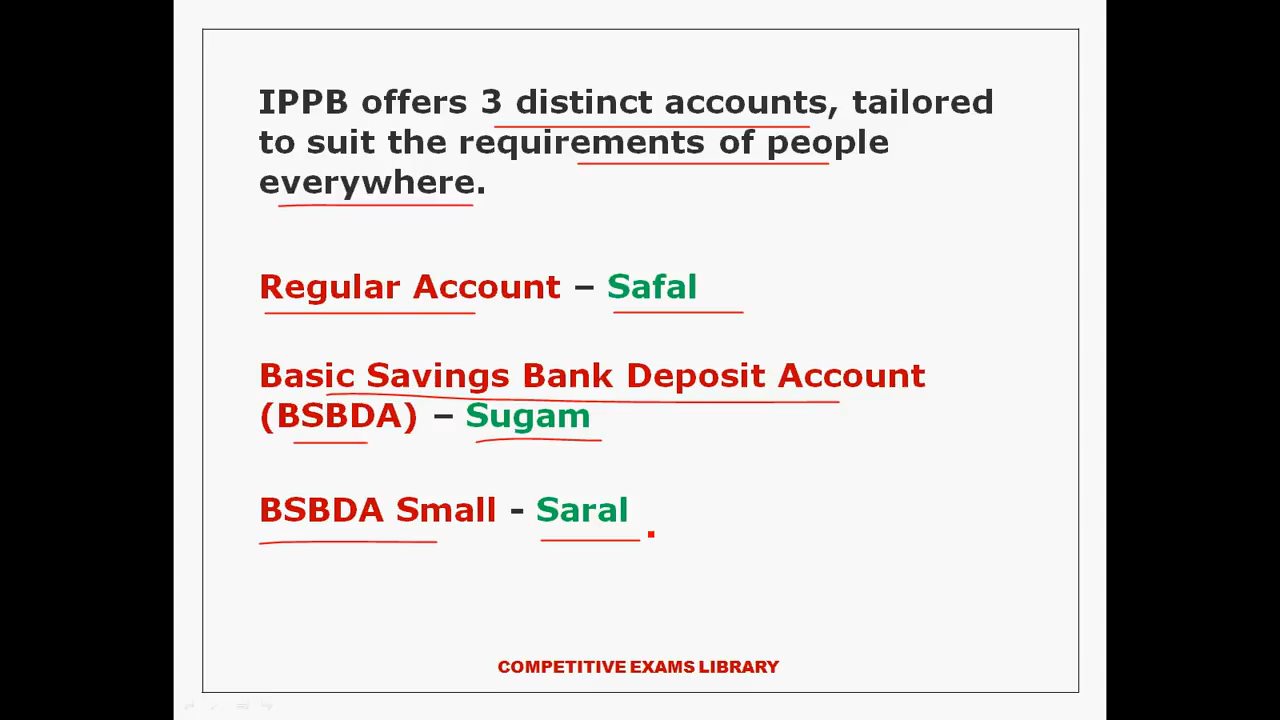 IPPB offers 3 distinct accounts, tailored
to suit the requirements of people
everywhere.
Regular Account – Safal
Basic Savings Bank Deposit Account
(BSBDA) – Sugam
BSBDA Small - Saral
COMPETITIVE EXAMS LIBRARY